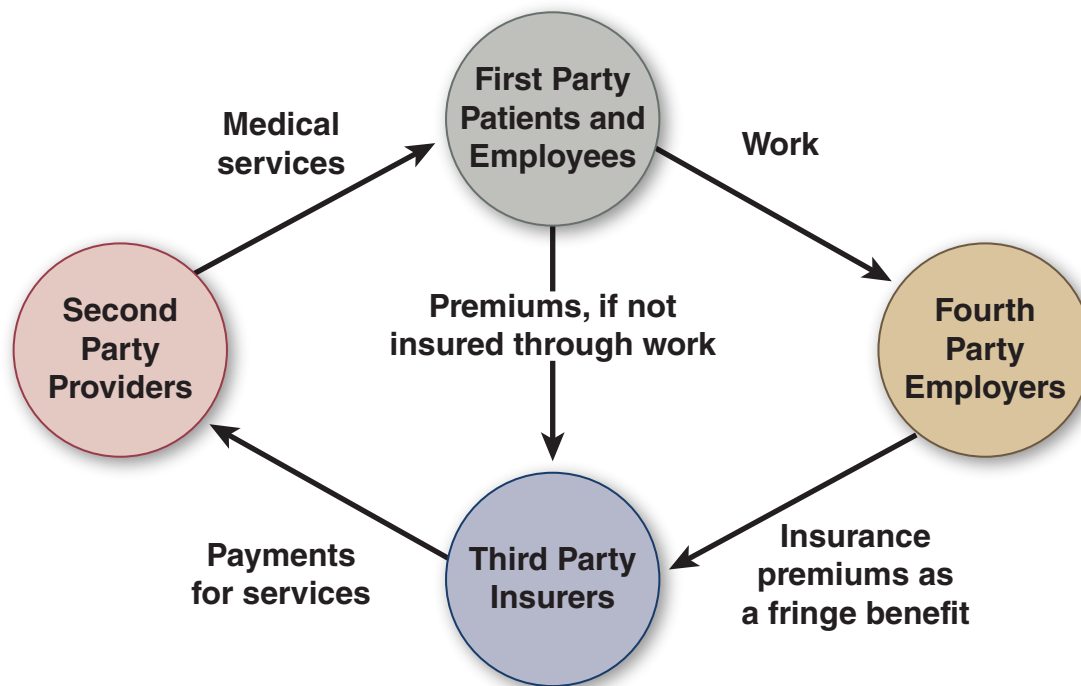 First Party
Patients and
Employees
Medical
services
Work
Premiums, if not
insured through work
Second
Party
Providers
Fourth
Party
Employers
Payments
for services
Third Party
Insurers
Insurance
premiums as
a fringe benefit